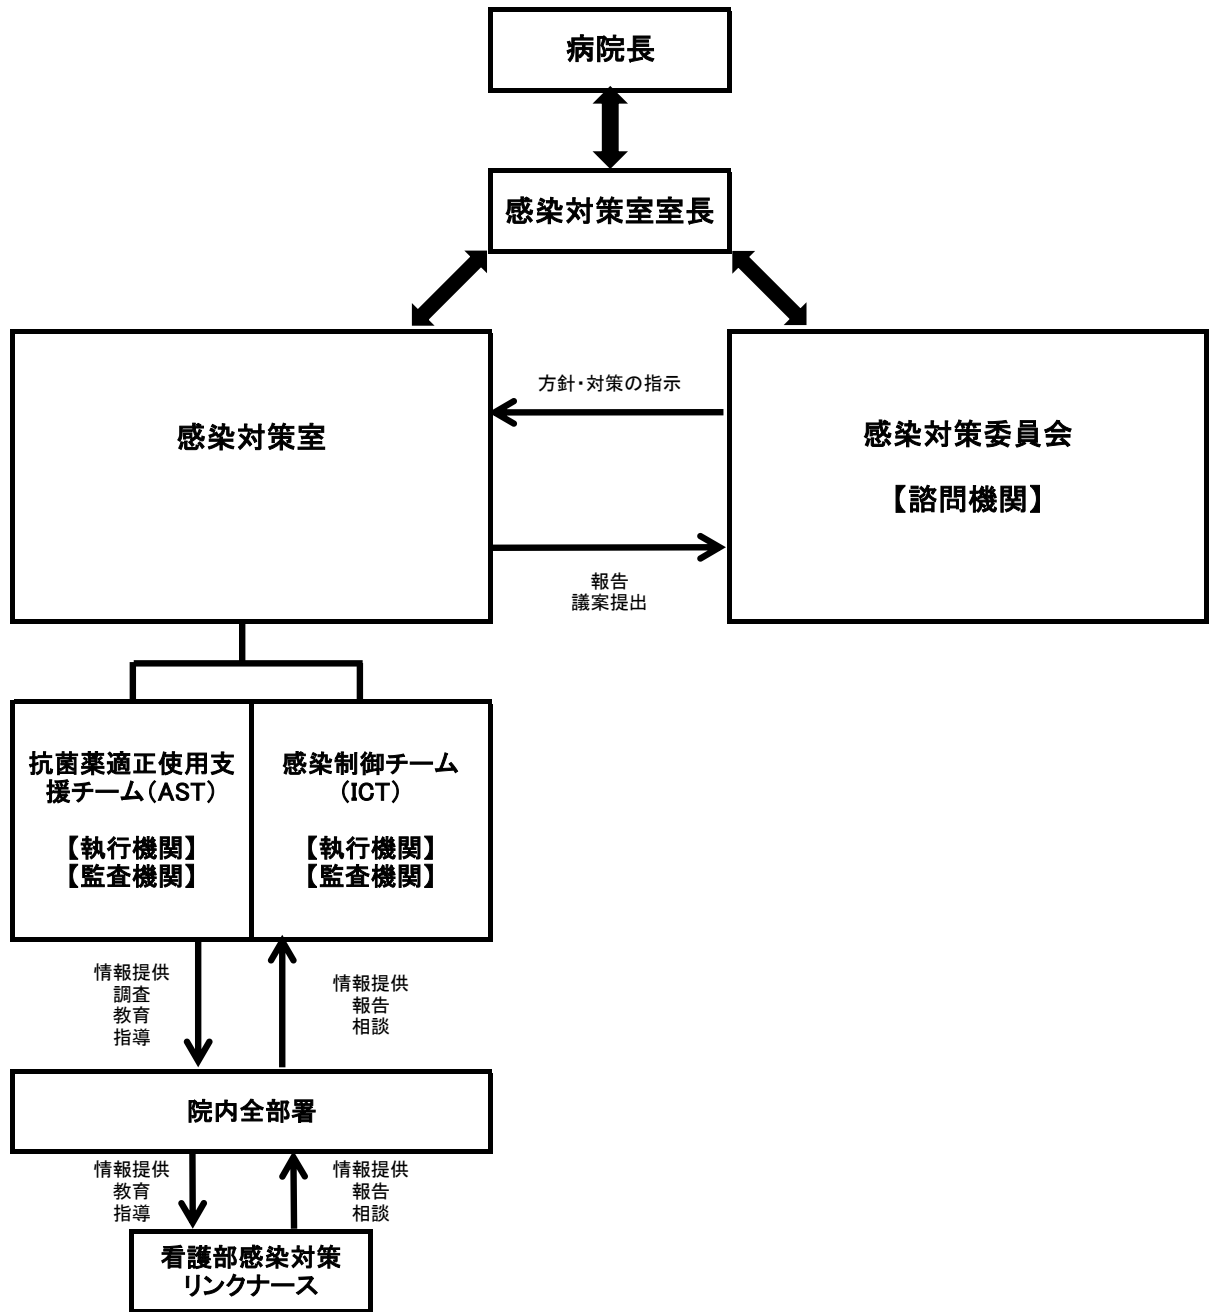 病院長
感染対策室室長
方針・対策の指示
感染対策室
感染対策委員会
【諮問機関】
報告
議案提出
抗菌薬適正使用支
援チーム（AST）
【執行機関】
【監査機関】
感染制御チーム
（ICT）
【執行機関】
【監査機関】
情報提供
調査
教育
指導
情報提供
報告
相談
院内全部署
情報提供
教育
指導
情報提供
報告
相談
看護部感染対策
リンクナース